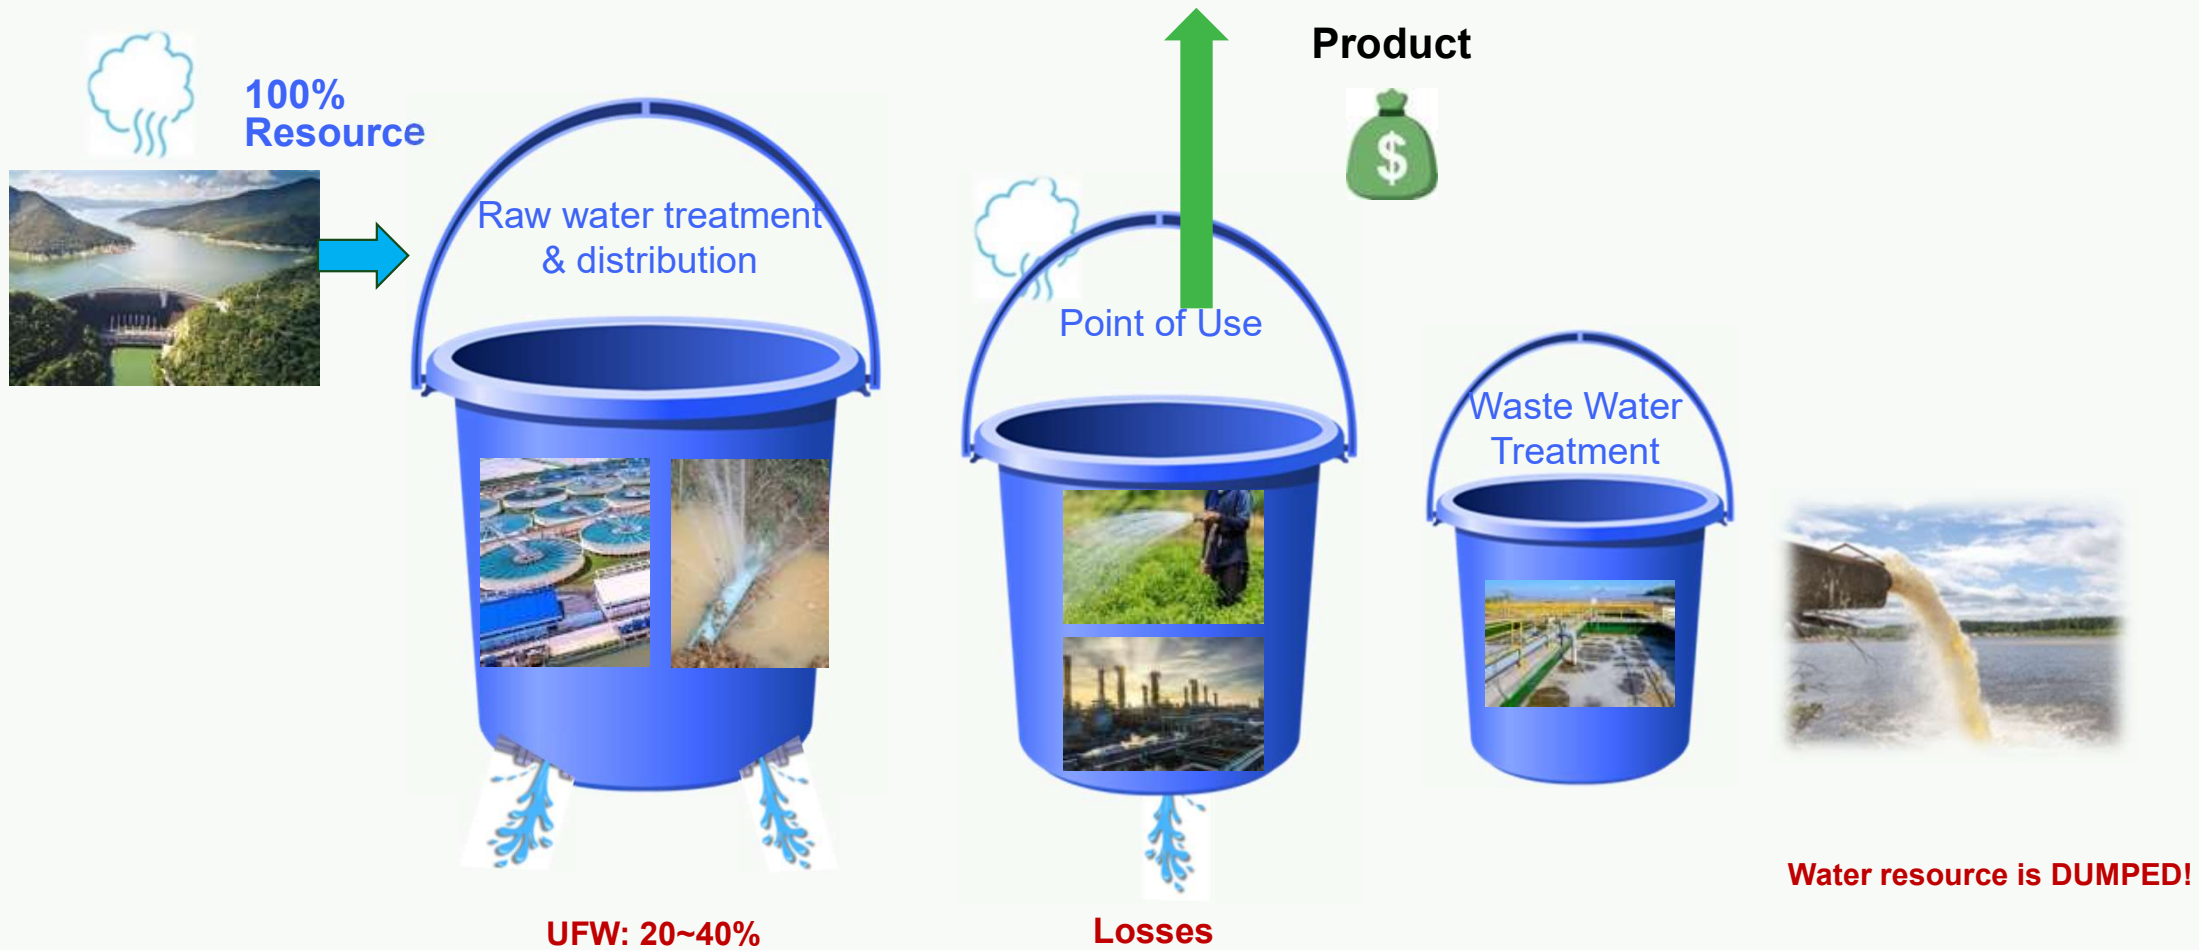 100%
Resource
Raw water treatment
& distribution
Product
$
Point of Use
Waste Water
Treatment
UFW: 20~40%
Losses
Water resource is DUMPED!